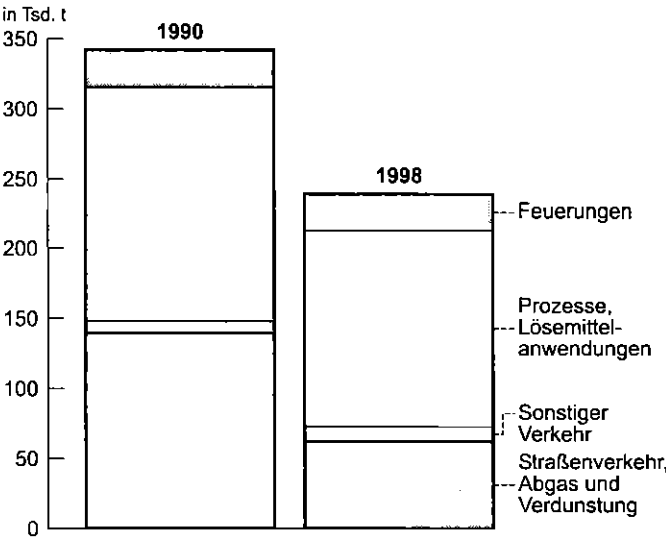 in Tsd. t
350
300
250
200
150
100
50
0
1990
1998
Feuerungen
Prozesse,
Lösemittel-
anwendungen
Sonstiger
Verkehr
Straßenverkehr,
Abgas und
Verdunstung